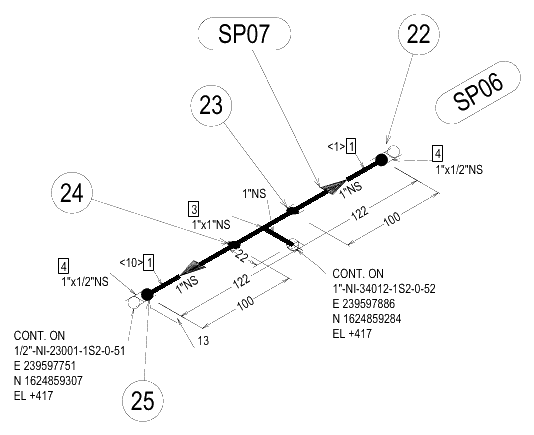 22
SP07
SP06
23
<1> 1
4
1"x1/2"NS
24
3
1"x1"NS
1"NS
1"NS
122
100
4
1"x1/2"NS
<10> 1
1"NS
22
122
100
13
CONT. ON
1"-NI-34012-1S2-0-52
E 239597886
N 1624859284
EL +417
CONT. ON
1/2"-NI-23001-1S2-0-51
E 239597751
N 1624859307
EL +417
25